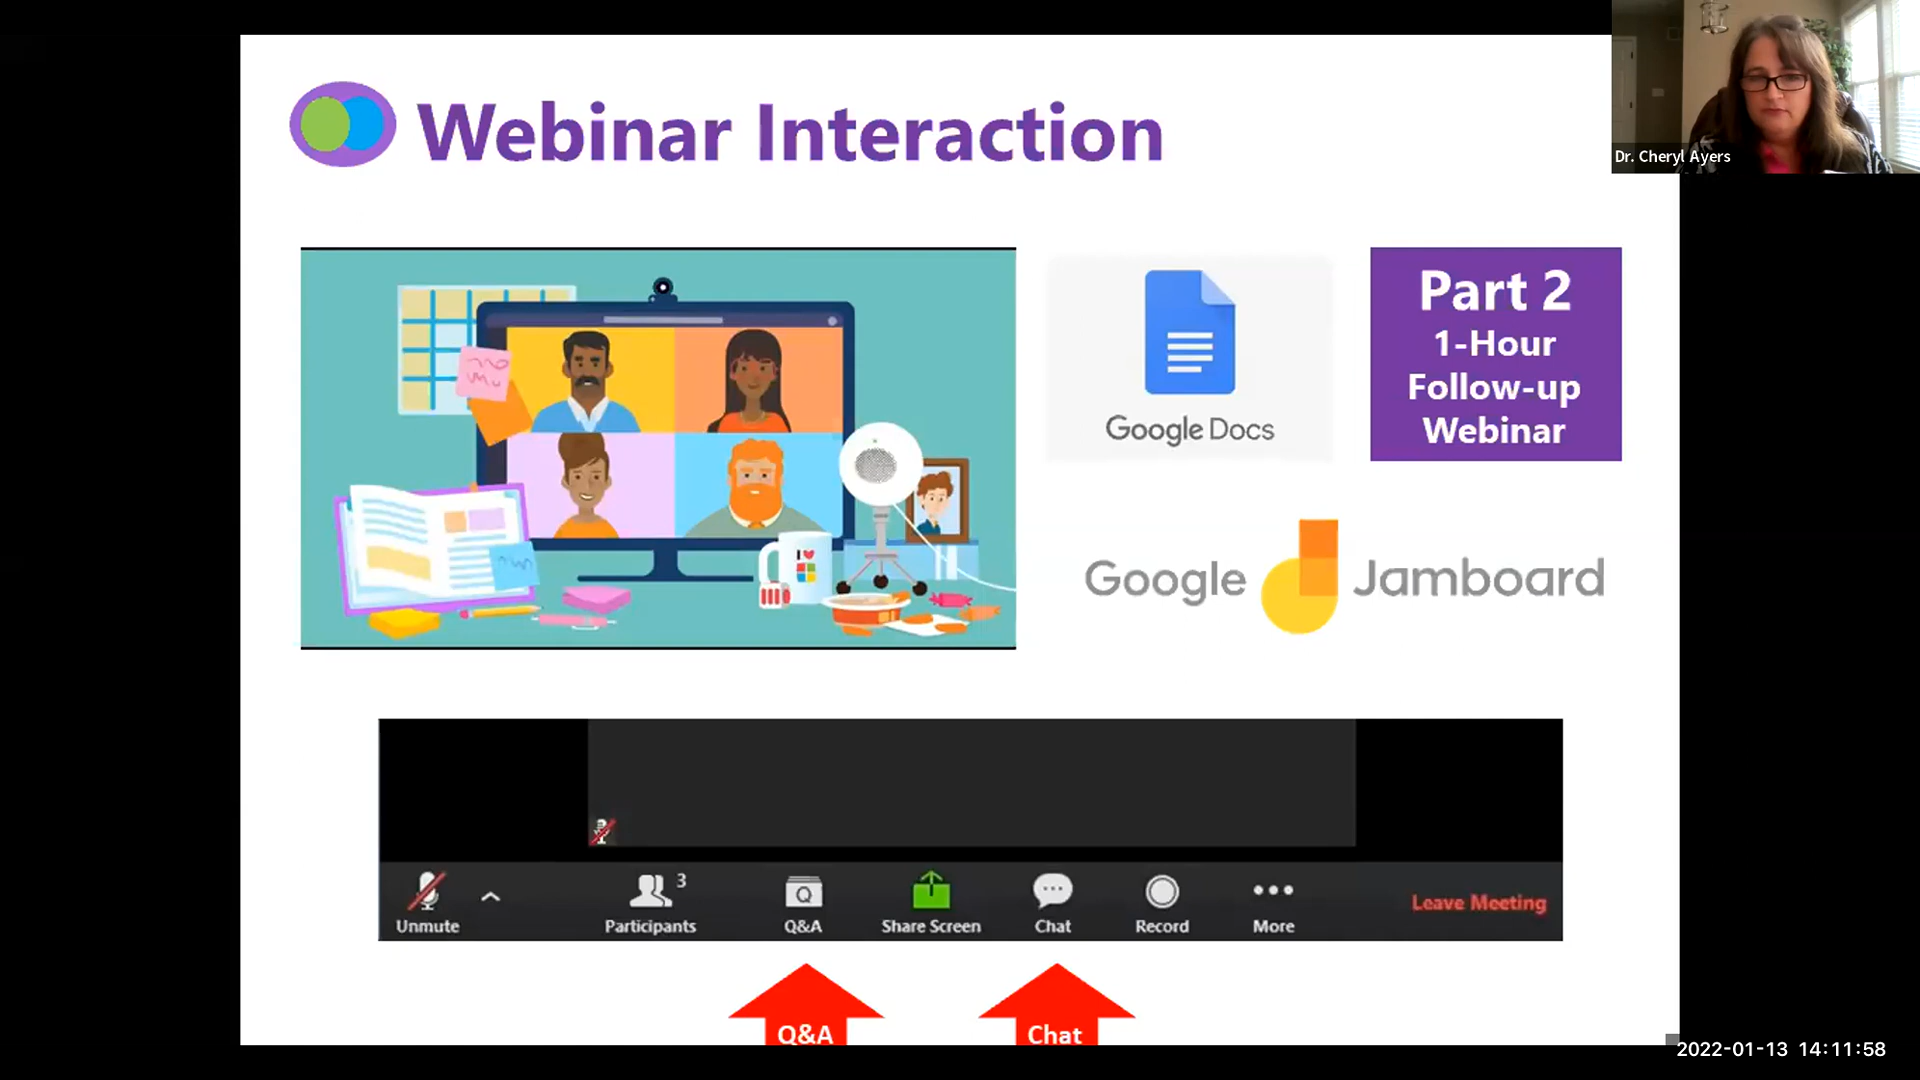 Webinar Interaction
Dr. Cheryl Ayers
Google Docs
Part 2
1-Hour
Follow-up
Webinar
I
Google Jamboard
3
Unmute
Participants
Q
Q&A
Share Screen
Chat
Record
More
Leave Meeting
Q&A
Chat
2022-01-13 14:11:58